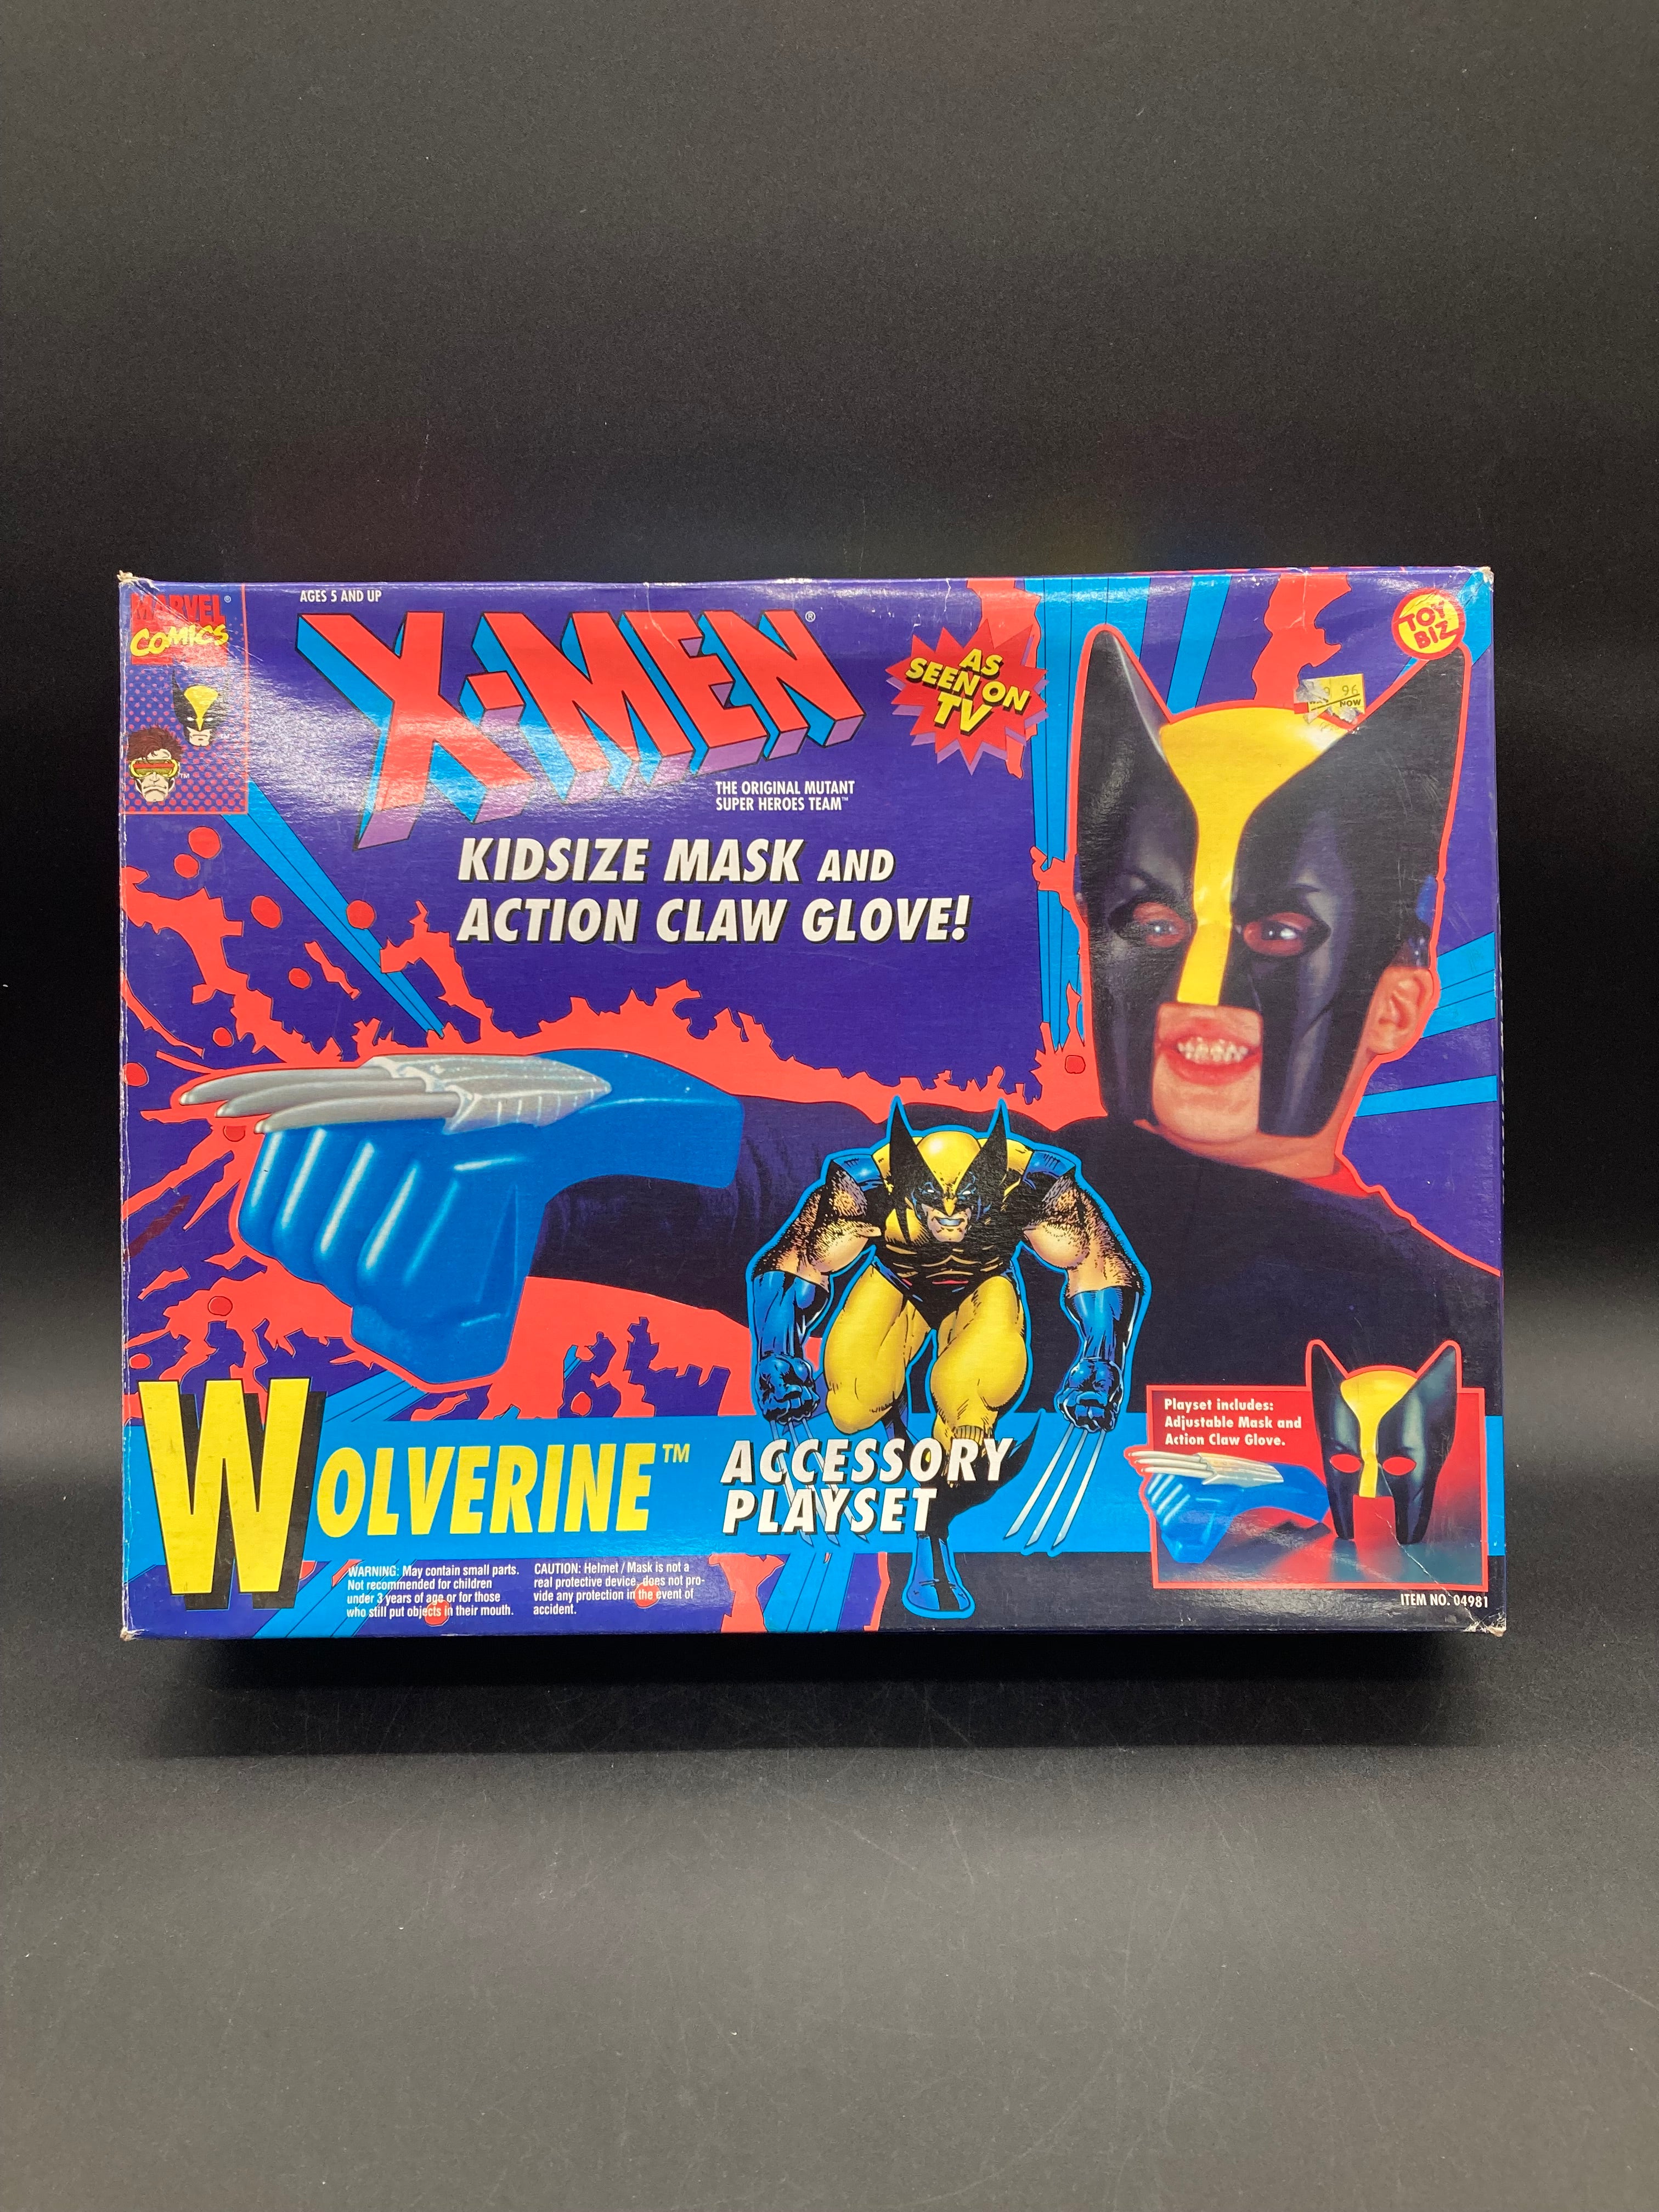 MARVEL®
COMICS
AGES 5 AND UP
X-MEN®
AS
SEEN ON
TV
TOY
BIZ
96
NOW
THE ORIGINAL MUTANT
SUPER HEROES TEAM™
TM
KIDSIZE MASK AND
ACTION CLAW GLOVE!
WOLVERINE™
ACCESSORY
PLAYSET
Playset includes:
Adjustable Mask and
Action Claw Glove.
WARNING: May contain small parts.
Not recommended for children
under 3 years of age or for those
who still put objects in their mouth.
CAUTION: Helmet / Mask is not a
real protective device, does not pro-
vide any protection in the event of
accident.
ITEM NO. 04981